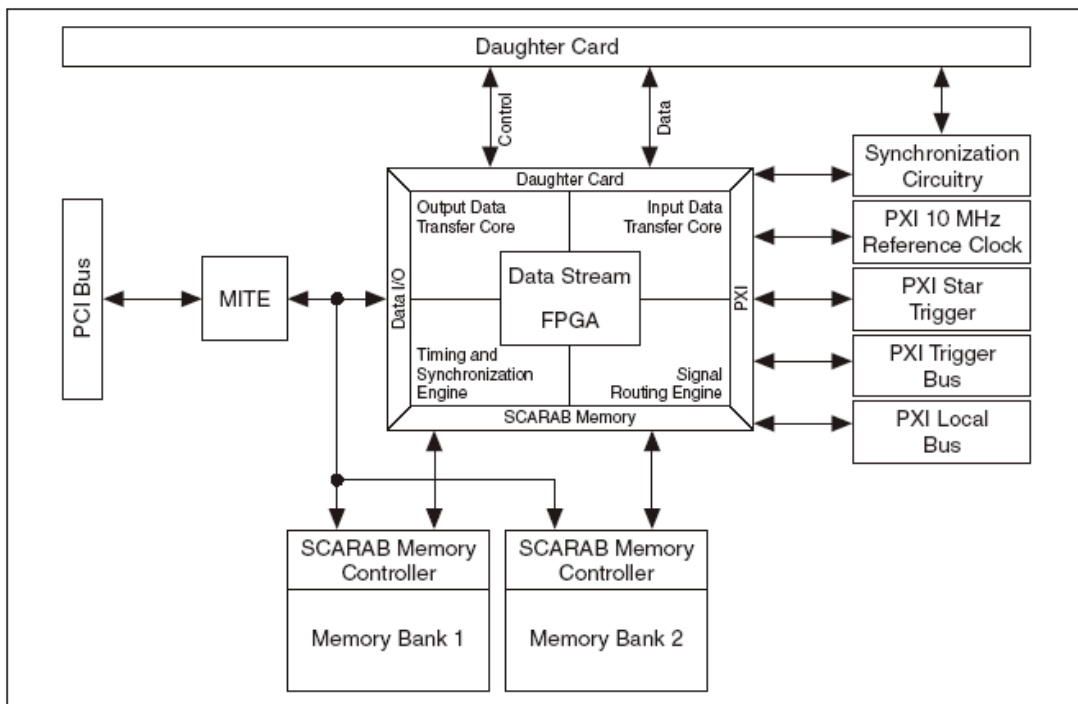 Daughter Card
Control
Data
Daughter Card
Output Data
Transfer Core
Input Data
Transfer Core
Synchronization
Circuitry
PXI 10 MHz
Reference Clock
PCI Bus
MITE
Data I/O
Data Stream
FPGA
PXI
PXI Star
Trigger
Timing and
Synchronization
Engine
Signal
Routing Engine
PXI Trigger
Bus
SCARAB Memory
PXI Local
Bus
SCARAB Memory
Controller
Memory Bank 1
SCARAB Memory
Controller
Memory Bank 2